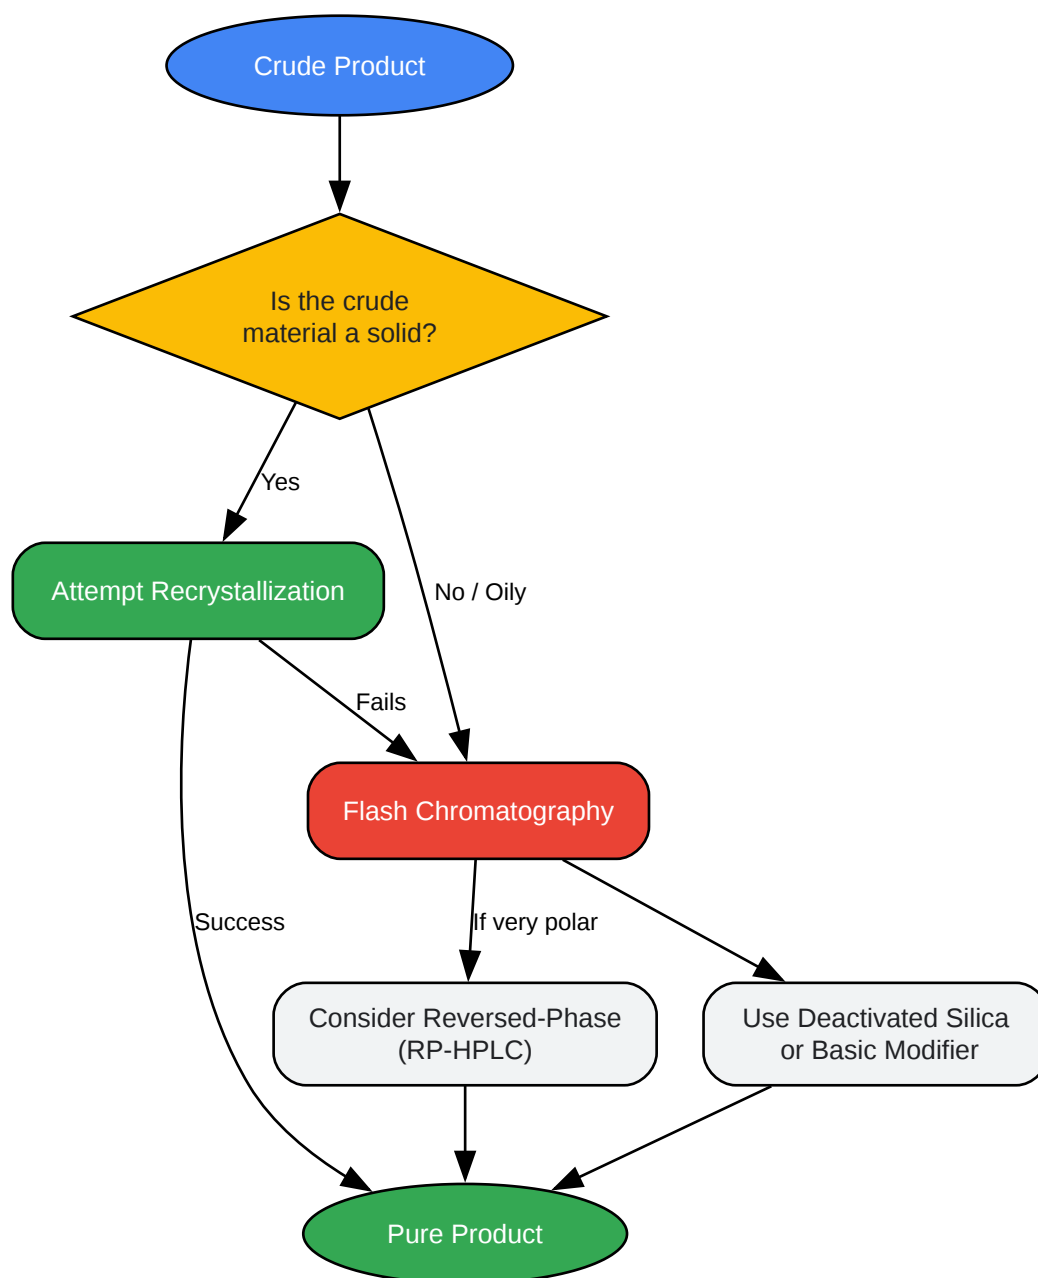 Crude Product
Is the crude
material a solid?
Yes
Attempt Recrystallization
No / Oily
Fails
Flash Chromatography
Success
If very polar
Consider Reversed-Phase
(RP-HPLC)
Use Deactivated Silica
or Basic Modifier
Pure Product